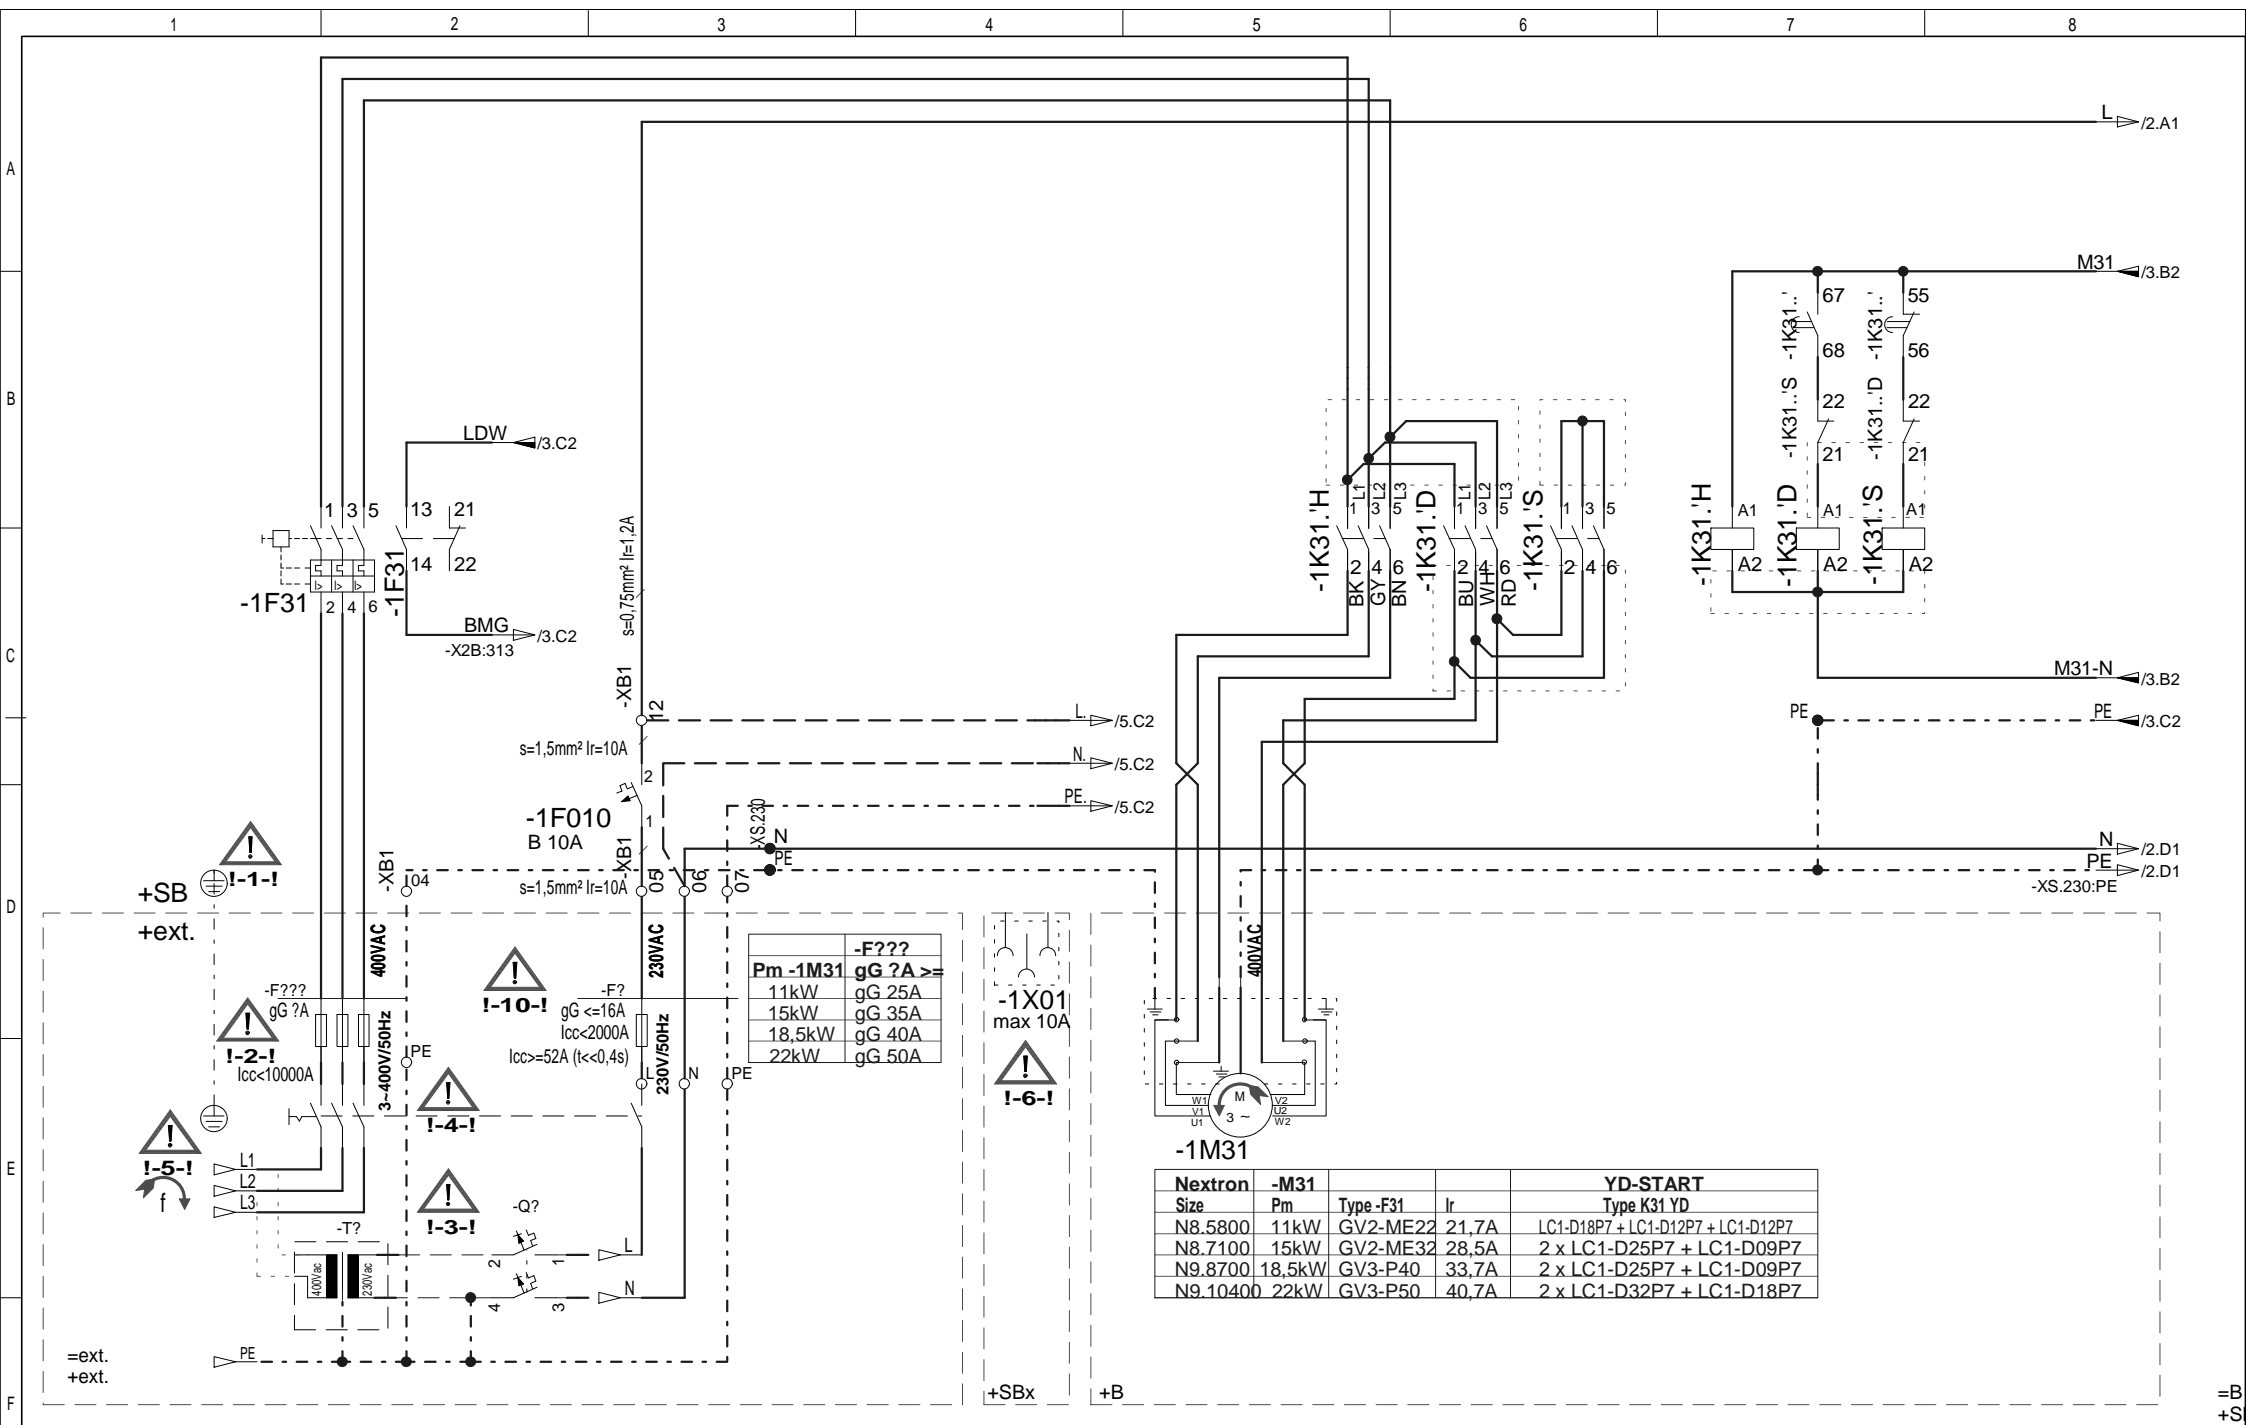 1 2 3 4 5 6 7 8
A
B
C
D
E
F
L /2.A1
M31 /3.B2
67
68
-1K31..'
55
56
-1K31..'
-1K31..'S
22
21
-1K31..'D
22
21
-1K31.'H
A1
A2
-1K31.'D
A1
A2
-1K31.'S
A1
A2
M31-N /3.B2
PE PE /3.C2
LDW /3.C2
1 3 5
13 21
14 22
-1F31
2 4 6
-1F31
BMG /3.C2
-X2B:313
s=0,75mm² Ir=1,2A
-XB1
12
L. /5.C2
s=1,5mm² Ir=10A
N. /5.C2
2
-1F010
B 10A
1
PE. /5.C2
-XS.230
N
PE
-1K31.'H
L1 L2 L3
1 3 5
2 4 6
BK GY BN
-1K31.'D
L1 L2 L3
1 3 5
2 4 6
BU WH RD
-1K31.'S
1 3 5
2 4 6
N /2.D1
PE /2.D1
-XS.230:PE
!-1-!
+SB
+ext.
-XB1
04
-XB1
s=1,5mm² Ir=10A
05 06 07
400VAC
230VAC
-F???
gG ?A
!-2-!
Icc<10000A
3~400V/50Hz
PE
!-10-!
-F?
gG <=16A
Icc<2000A
Icc>=52A (t<<0,4s)
230V/50Hz
L N PE
-F???
Pm -1M31 gG ?A >=
11kW gG 25A
15kW gG 35A
18,5kW gG 40A
22kW gG 50A
-1X01
max 10A
!-6-!
400VAC
W1
V1
U1
M
3 ~
V2
U2
W2
-1M31
!-4-!
!-5-!
f
L1
L2
L3
!-3-!
-T?
400Vac
230Vac
-Q?
2 1
4 3
L
N
PE
Nextron -M31 YD-START
Size Pm Type -F31 Ir Type K31 YD
N8.5800 11kW GV2-ME22 21,7A LC1-D18P7 + LC1-D12P7 + LC1-D12P7
N8.7100 15kW GV2-ME32 28,5A 2 x LC1-D25P7 + LC1-D09P7
N9.8700 18,5kW GV3-P40 33,7A 2 x LC1-D25P7 + LC1-D09P7
N9.10400 22kW GV3-P50 40,7A 2 x LC1-D32P7 + LC1-D18P7
=ext.
+ext.
+SBx
+B
=B